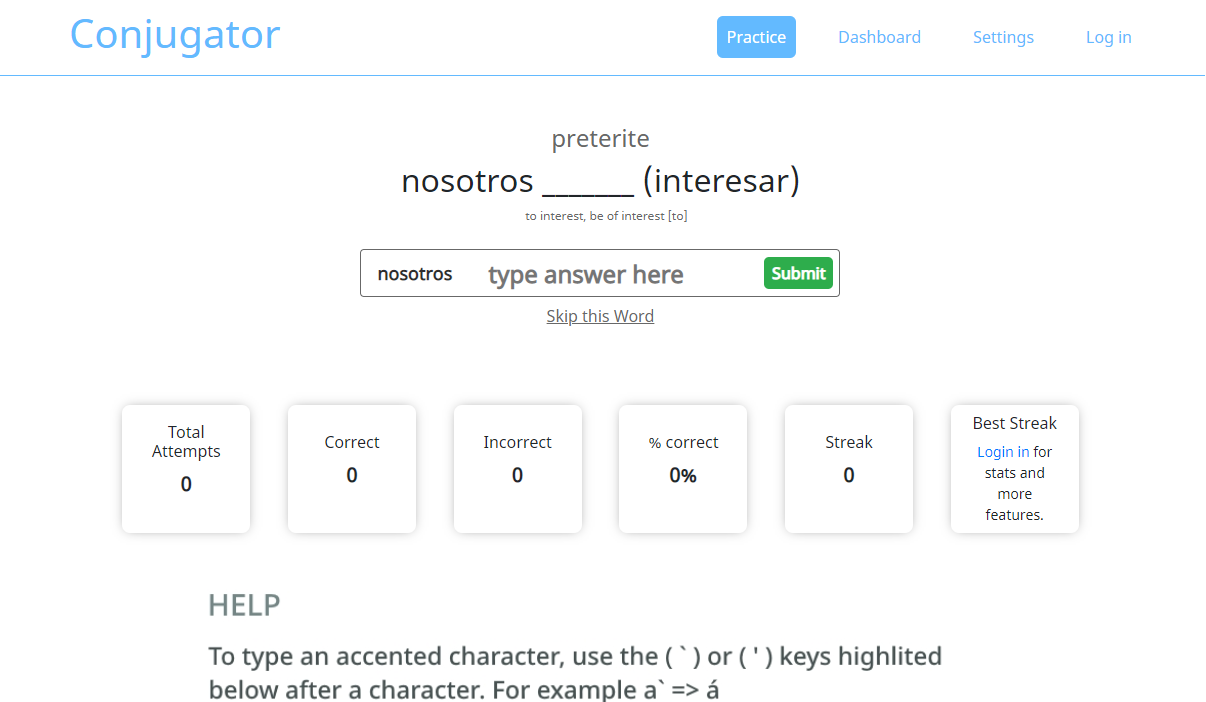 Conjugator
Practice Dashboard Settings Log in
preterite
nosotros _______ (interesar)
to interest, be of interest [to]
nosotros type answer here Submit
Skip this Word
Total
Attempts
0
Correct
0
Incorrect
0
% correct
0%
Streak
0
Best Streak
Login in for
stats and
more
features.
HELP
To type an accented character, use the ( ` ) or ( ' ) keys highlited
below after a character. For example a` => á